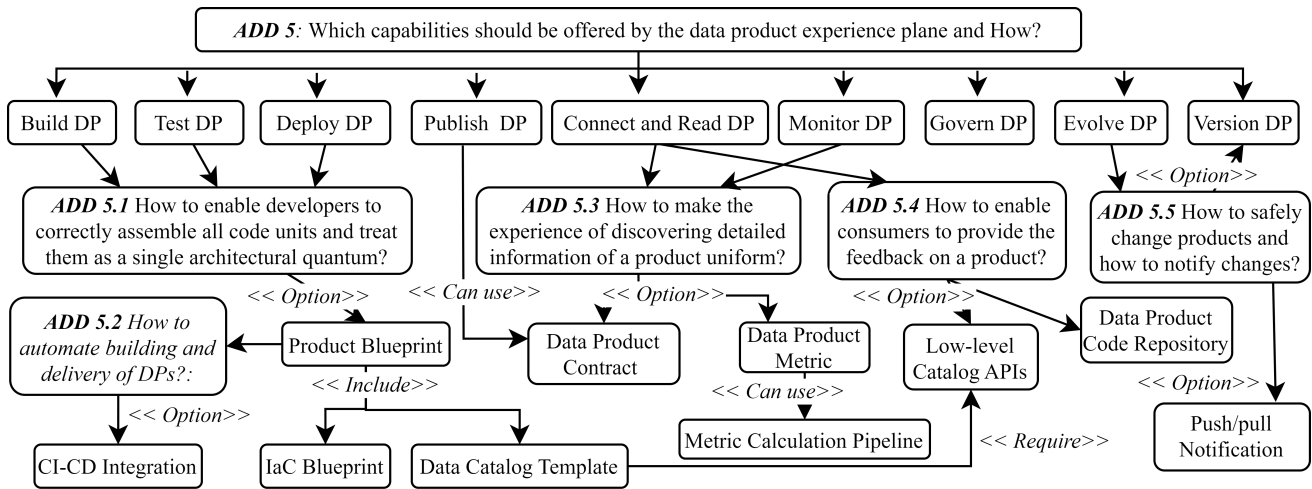 ADD 5: Which capabilities should be offered by the data product experience plane and How?
Build DP
Test DP
Deploy DP
Publish DP
Connect and Read DP
Monitor DP
Govern DP
Evolve DP
Version DP
<< Option>>
ADD 5.1 How to enable developers to
correctly assemble all code units and treat
them as a single architectural quantum?
ADD 5.3 How to make the
experience of discovering detailed
information of a product uniform?
ADD 5.4 How to enable
consumers to provide the
feedback on a product?
ADD 5.5 How to safely
change products and
how to notify changes?
<< Option>>
<< Can use>>
<< Option>>
<< Option>>
ADD 5.2 How to
automate building and
delivery of DPs?:
Product Blueprint
Data Product
Contract
Data Product
Metric
Low-level
Catalog APIs
Data Product
Code Repository
<< Include>>
<< Can use>>
<< Option>>
<< Option>>
Metric Calculation Pipeline
<< Require>>
Push/pull
Notification
CI-CD Integration
IaC Blueprint
Data Catalog Template